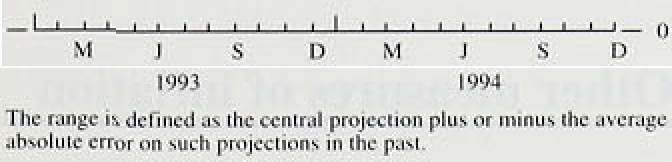 0
M J S D M J S D
1993 1994
The range is defined as the central projection plus or minus the average
absolute error on such projections in the past.